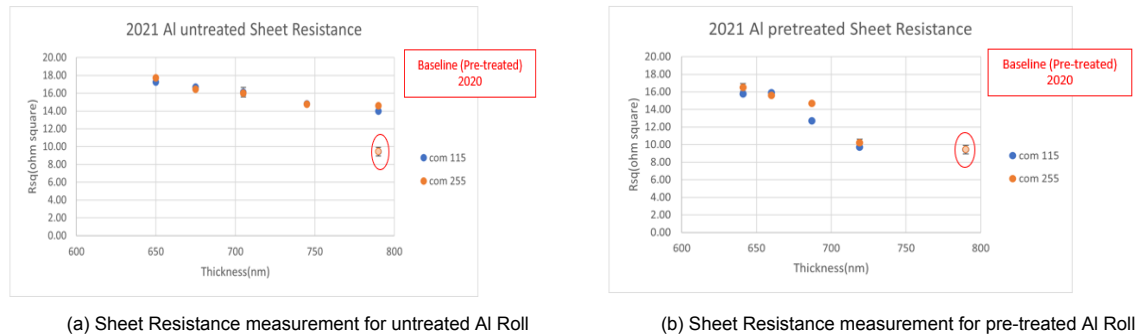 2021 Al untreated Sheet Resistance
Baseline (Pre-treated)
2020
20.00
18.00
16.00
14.00
12.00
10.00
8.00
6.00
4.00
2.00
0.00
Rsq(ohm square)
600
650
700
750
800
Thickness(nm)
com 115
com 255
(a) Sheet Resistance measurement for untreated Al Roll
2021 Al pretreated Sheet Resistance
Baseline (Pre-treated)
2020
20.00
18.00
16.00
14.00
12.00
10.00
8.00
6.00
4.00
2.00
0.00
Rsq(ohm square)
600
650
700
750
800
Thickness(nm)
com 115
com 255
(b) Sheet Resistance measurement for pre-treated Al Roll